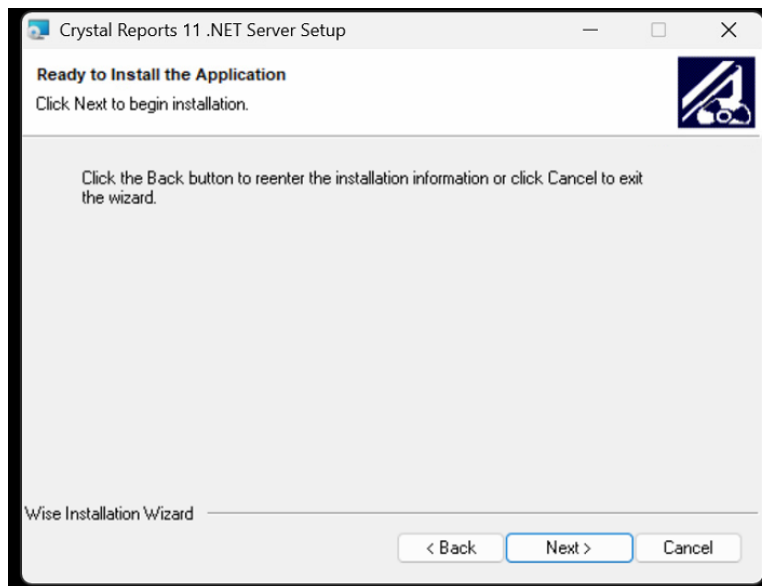 Crystal Reports 11 .NET Server Setup
Ready to Install the Application
Click Next to begin installation.
Click the Back button to reenter the installation information or click Cancel to exit
the wizard.
Wise Installation Wizard
< Back
Next >
Cancel